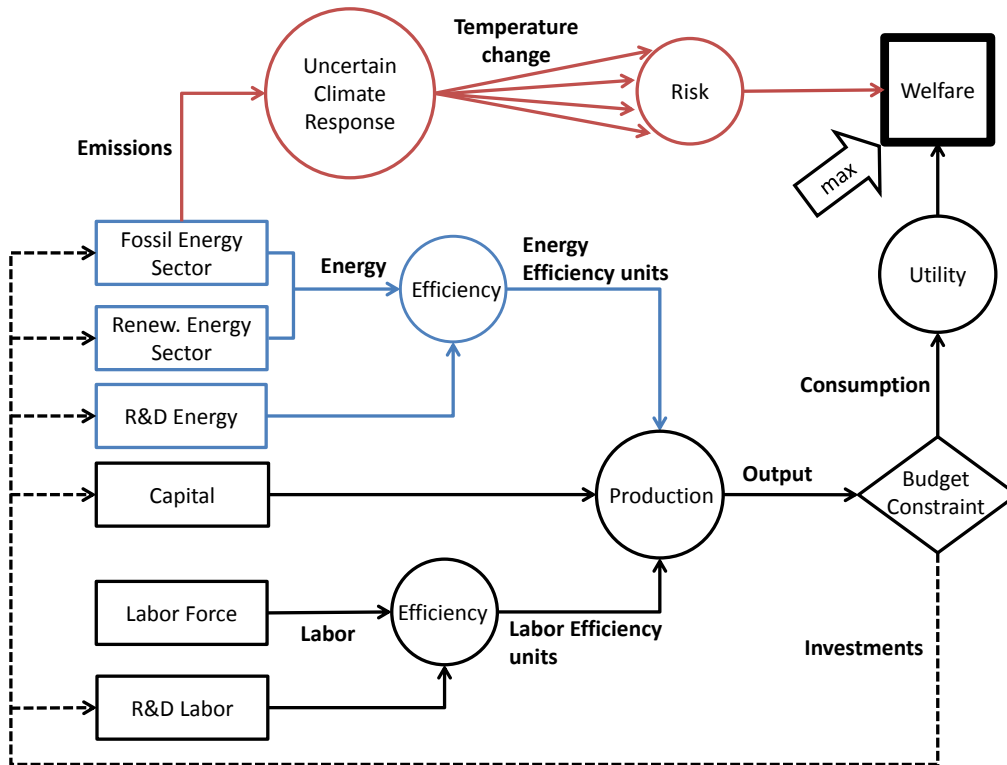 Temperature
change
Uncertain
Climate
Response
Risk
Welfare
Emissions
max
Fossil Energy
Sector
Energy
Efficiency
Energy
Efficiency units
Utility
Renew. Energy
Sector
Consumption
R&D Energy
Capital
Production
Output
Budget
Constraint
Labor Force
Labor
Efficiency
Labor Efficiency
units
Investments
R&D Labor